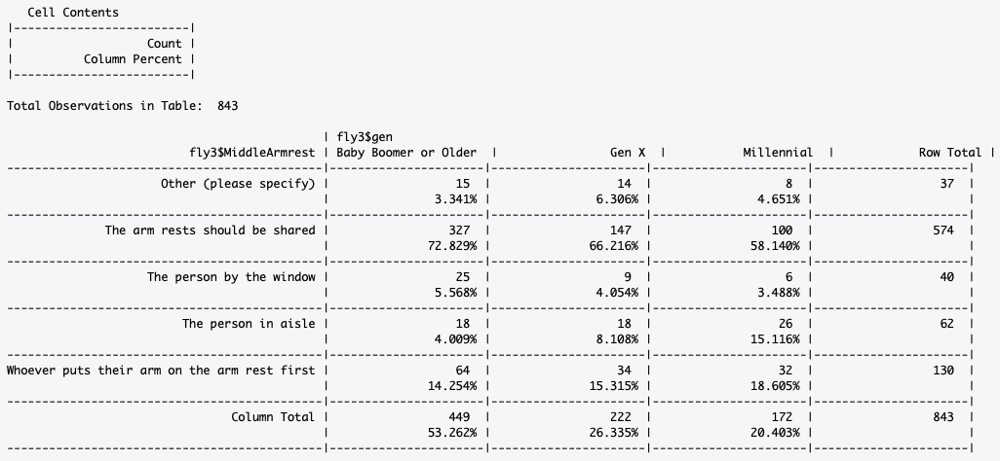 Cell Contents
|-------------------------|
|                   Count |
|          Column Percent |
|-------------------------|
Total Observations in Table:  843
| fly3$gen
fly3$MiddleArmrest | Baby Boomer or Older  |                Gen X  |           Millennial  |            Row Total |
---------------------------------------------|----------------------|----------------------|----------------------|----------------------|
Other (please specify) |                   15  |                   14  |                    8  |                   37  |
|               3.341% |               6.306% |               4.651% |                      |
---------------------------------------------|----------------------|----------------------|----------------------|----------------------|
The arm rests should be shared |                  327  |                  147  |                  100  |                  574  |
|              72.829% |              66.216% |              58.140% |                      |
---------------------------------------------|----------------------|----------------------|----------------------|----------------------|
The person by the window |                   25  |                    9  |                    6  |                   40  |
|               5.568% |               4.054% |               3.488% |                      |
---------------------------------------------|----------------------|----------------------|----------------------|----------------------|
The person in aisle |                   18  |                   18  |                   26  |                   62  |
|               4.009% |               8.108% |              15.116% |                      |
---------------------------------------------|----------------------|----------------------|----------------------|----------------------|
Whoever puts their arm on the arm rest first |                   64  |                   34  |                   32  |                  130  |
|              14.254% |              15.315% |              18.605% |                      |
---------------------------------------------|----------------------|----------------------|----------------------|----------------------|
Column Total |                  449  |                  222  |                  172  |                  843  |
|              53.262% |              26.335% |              20.403% |                      |
---------------------------------------------|----------------------|----------------------|----------------------|----------------------|